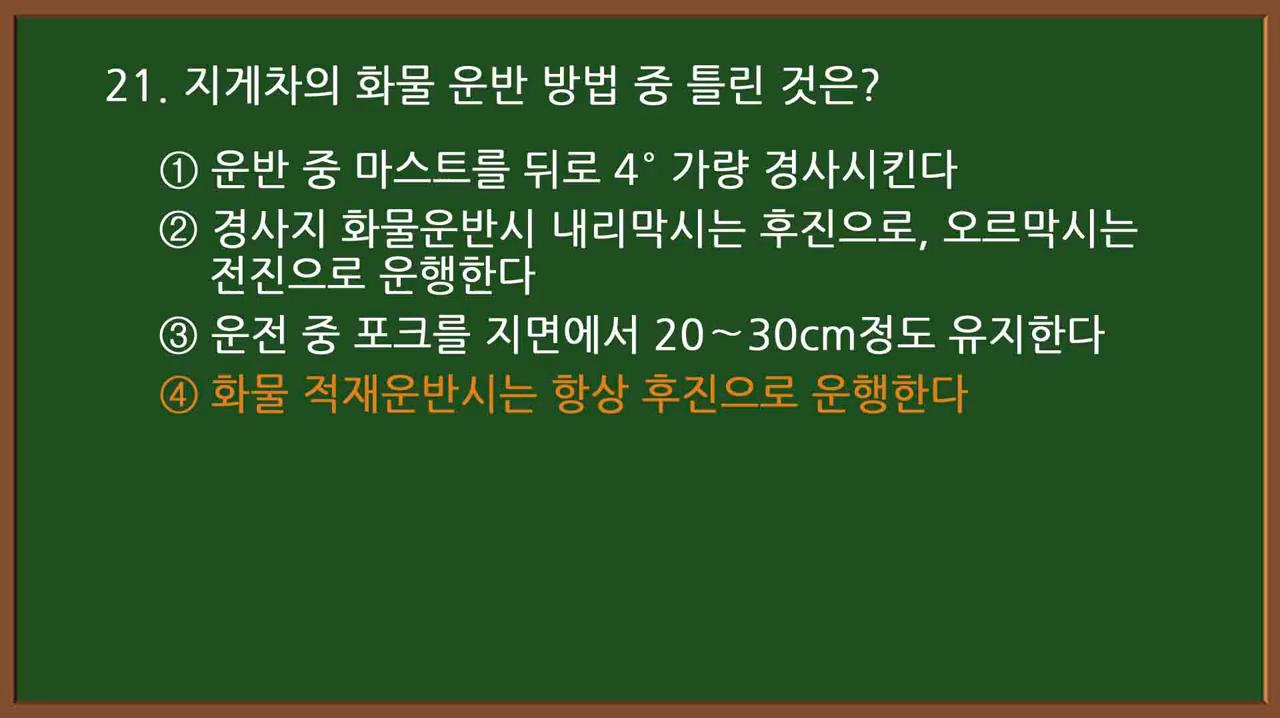 21. 지게차의 화물 운반 방법 중 틀린 것은?
① 운반 중 마스트를 뒤로 4° 가량 경사시킨다
② 경사지 화물운반시 내리막시는 후진으로, 오르막시는
전진으로 운행한다
③ 운전 중 포크를 지면에서 20~30cm정도 유지한다
④ 화물 적재운반시는 항상 후진으로 운행한다